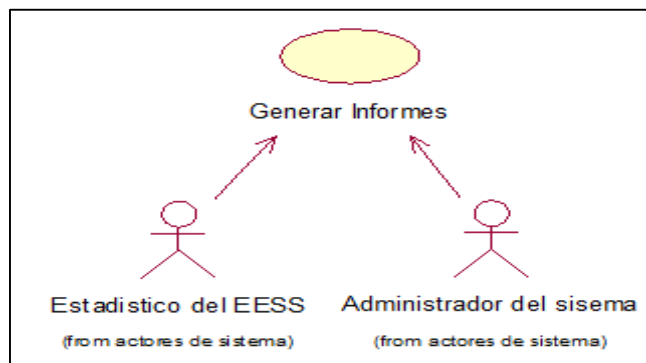 Generar Informes
Estadistico del EESS
(from actores de sistema)
Administrador del sisema
(from actores de sistema)